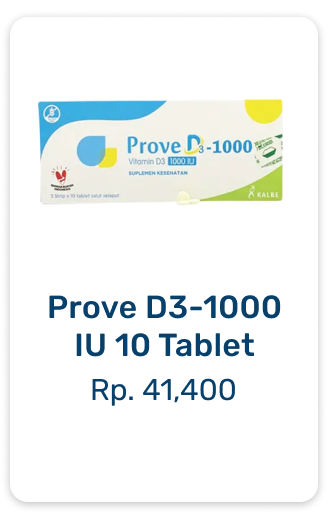 Prove D3-1000
Vitamin D3 1000 IU
SUPLEMEN KESEHATAN
KALBE
Prove D3-1000
IU 10 Tablet
Rp. 41,400